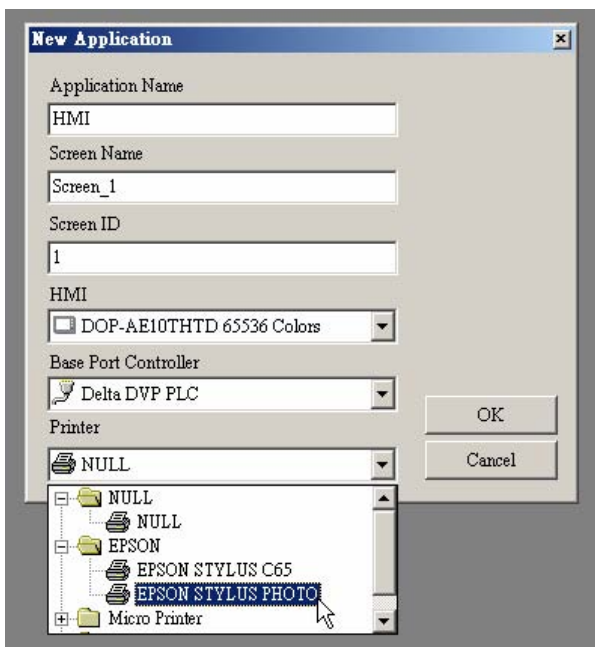 New Application
Application Name
HMI
Screen Name
Screen_1
Screen ID
1
HMI
DOP-AE10THTD 65536 Colors
Base Port Controller
Delta DVP PLC
Printer
NULL
OK
Cancel
NULL
NULL
EPSON
EPSON STYLUS C65
EPSON STYLUS PHOTO
Micro Printer